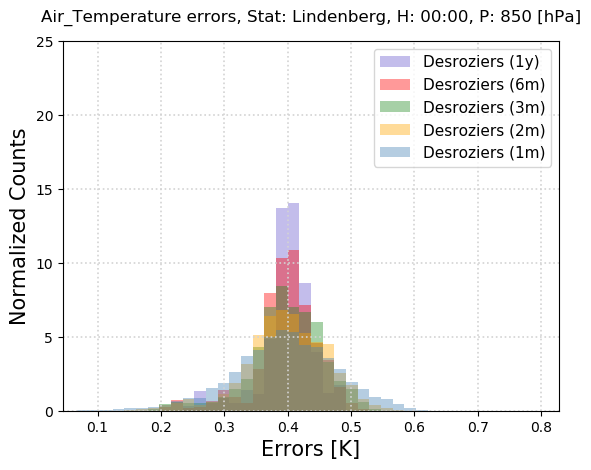 Air_Temperature errors, Stat: Lindenberg, H: 00:00, P: 850 [hPa]
25
20
15
10
5
0
Normalized Counts
Desroziers (1y)
Desroziers (6m)
Desroziers (3m)
Desroziers (2m)
Desroziers (1m)
0.1 0.2 0.3 0.4 0.5 0.6 0.7 0.8
Errors [K]